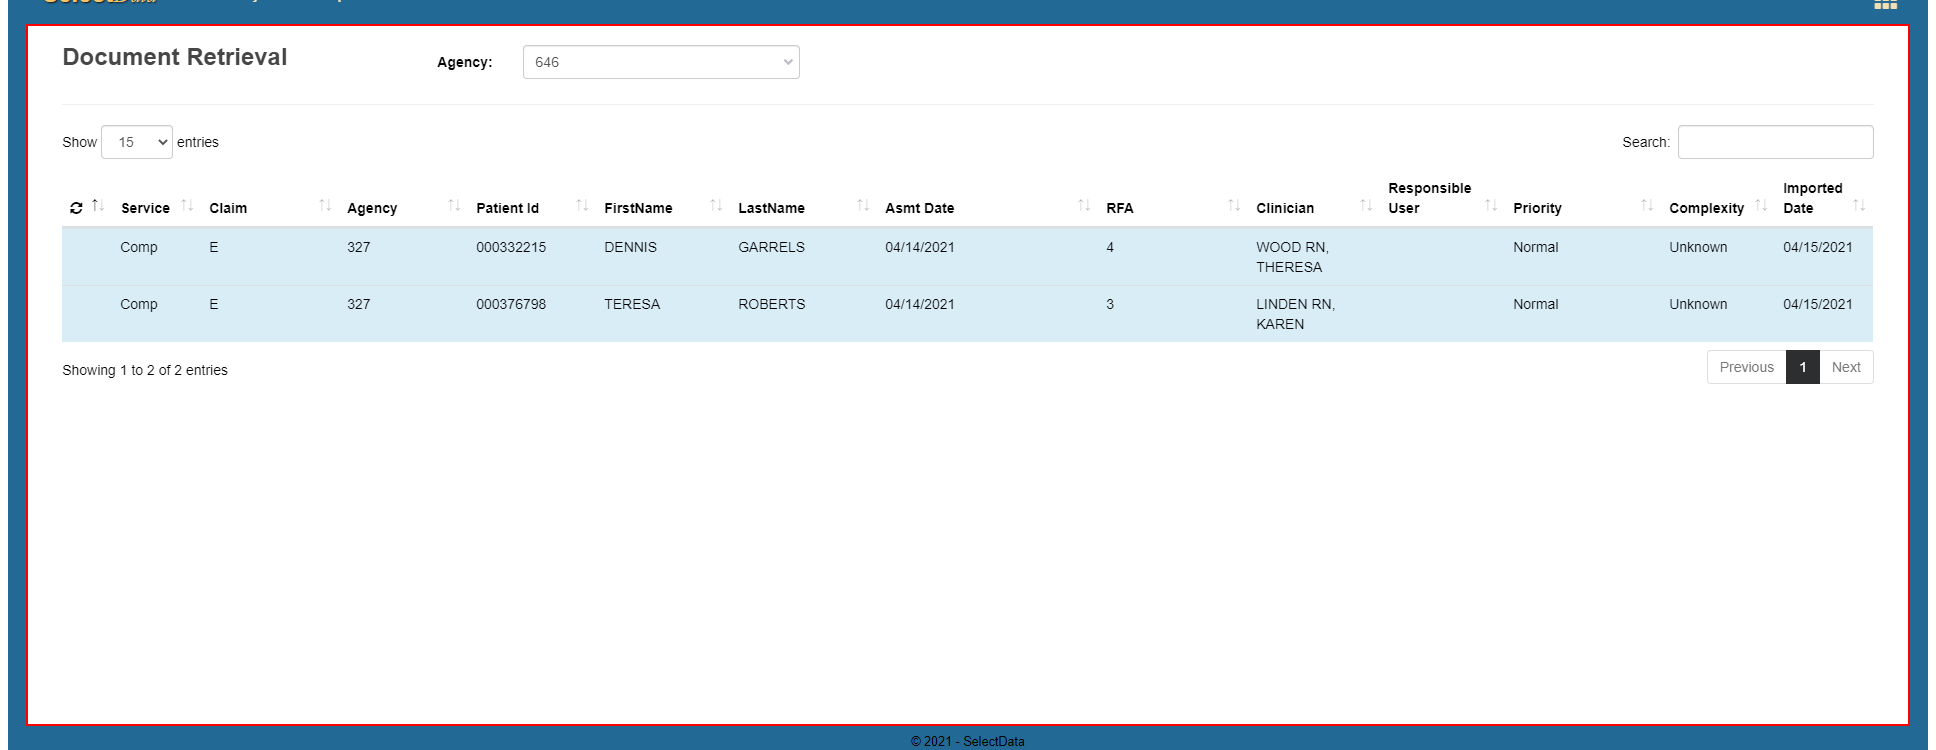 Document Retrieval
Agency: 646
Show 15 entries
Search:
Service Claim Agency Patient Id FirstName LastName Asmt Date RFA Clinician Responsible User Priority Complexity Imported Date
Comp E 327 000332215 DENNIS GARRELS 04/14/2021 4 WOOD RN, THERESA Normal Unknown 04/15/2021
Comp E 327 000376798 TERESA ROBERTS 04/14/2021 3 LINDEN RN, KAREN Normal Unknown 04/15/2021
Showing 1 to 2 of 2 entries
Previous 1 Next
© 2021 - SelectData